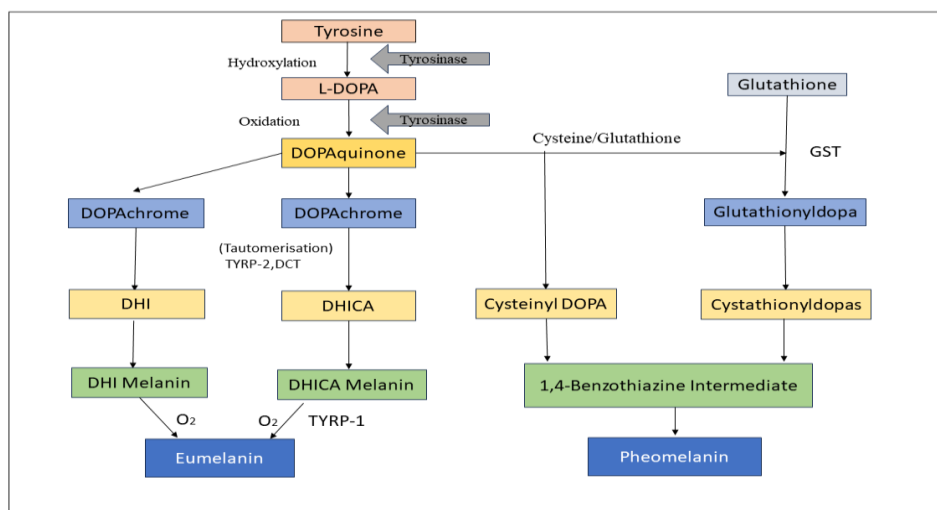 Tyrosine
Hydroxylation
Tyrosinase
L-DOPA
Glutathione
Oxidation
Tyrosinase
Cysteine/Glutathione
DOPAquinone
GST
DOPAchrome
DOPAchrome
Glutathionyldopa
(Tautomerisation)
TYRP-2,DCT
DHI
DHICA
Cysteinyl DOPA
Cystathionyldopas
DHI Melanin
DHICA Melanin
1,4-Benzothiazine Intermediate
O₂
O₂
TYRP-1
Eumelanin
Pheomelanin